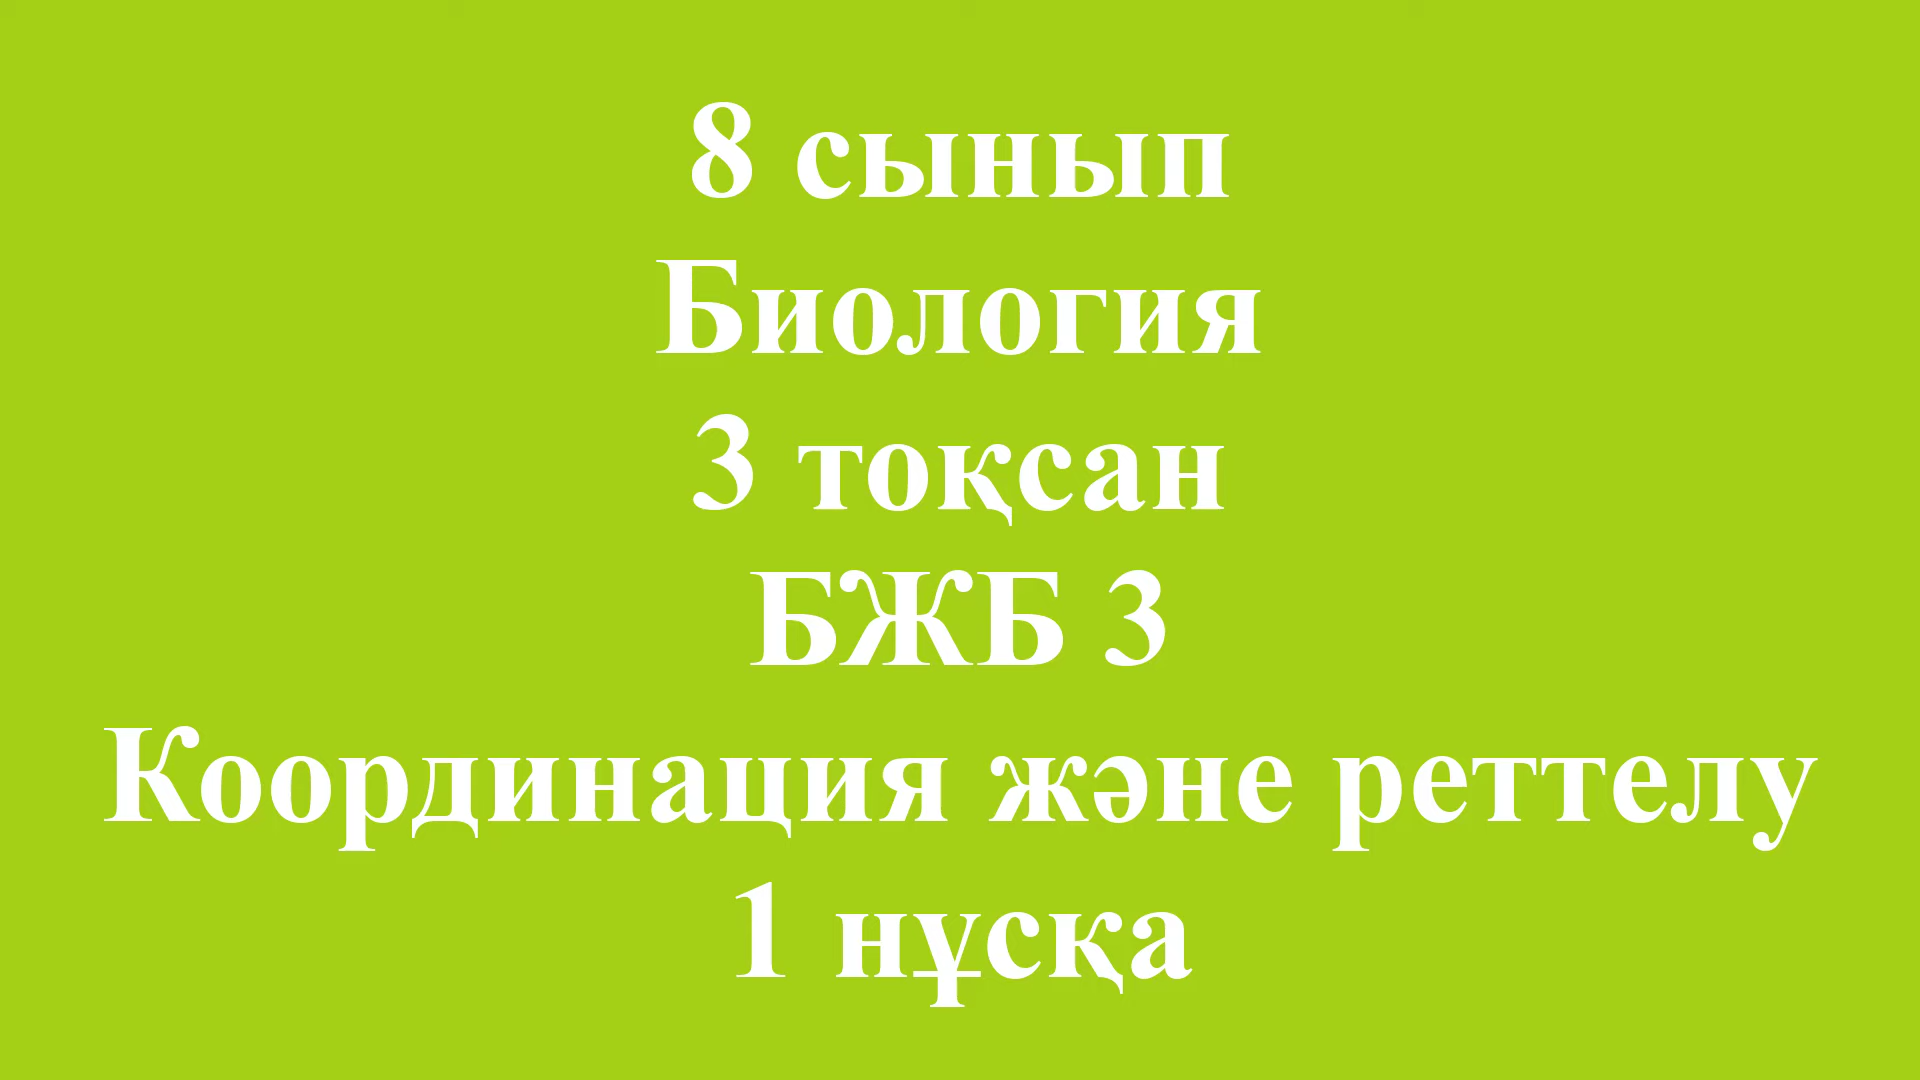 8 сынып
Биология
3 тоқсан
БЖБ 3
Координация және реттелу
1 нұсқа